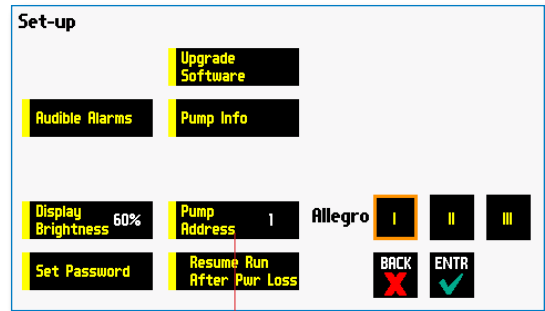 Set-up
Upgrade
Software
Audible Alarms
Pump Info
Display
Brightness 60%
Pump
Address 1
Allegro I II III
Set Password
Resume Run
After Pwr Loss
BACK
ENTR